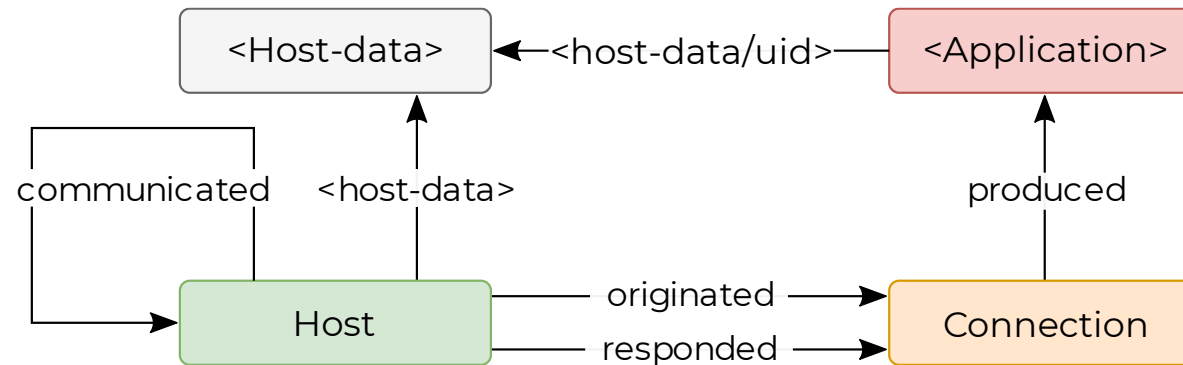 <Host-data>
<host-data/uid>
<Application>
communicated
<host-data>
produced
originated
Host
Connection
responded